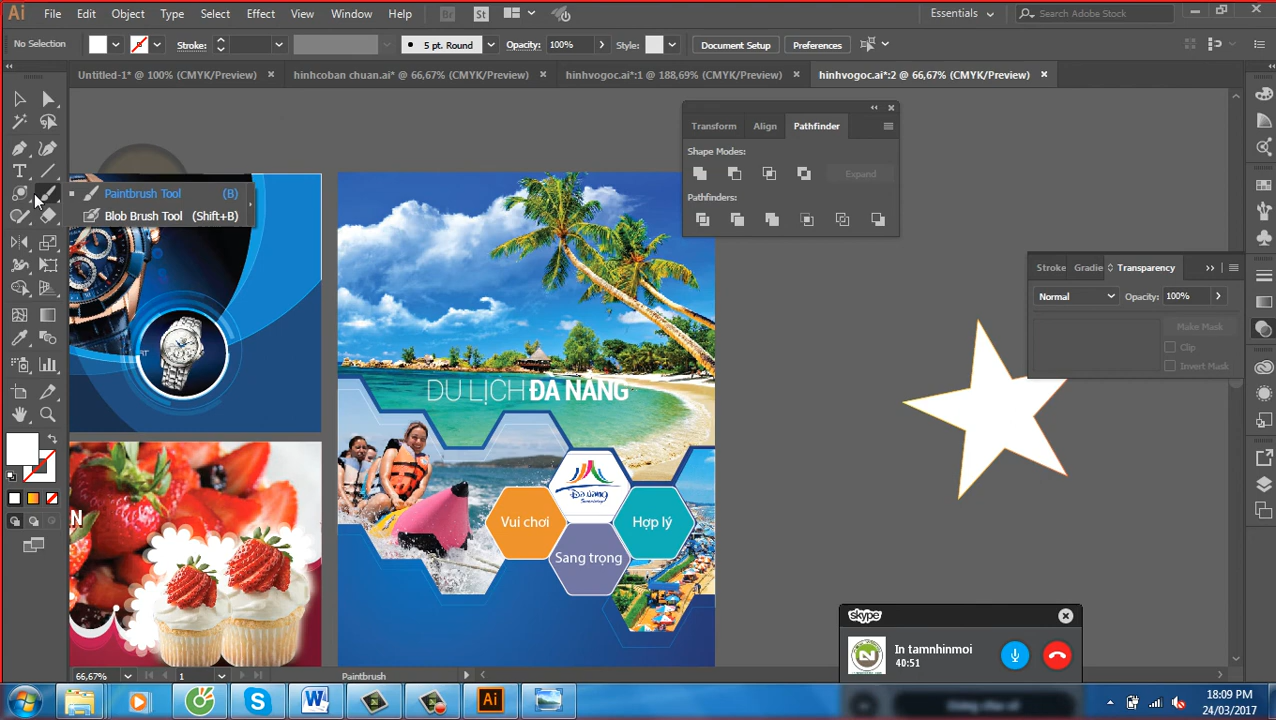 Ai File Edit Object Type Select Effect View Window Help Br St Essentials Search Adobe Stock
No Selection Stroke: 5 pt. Round Opacity: 100% Style: Document Setup Preferences
Untitled-1* @ 100% (CMYK/Preview) hinhcoban chuan.ai* @ 66,67% (CMYK/Preview) hinhvogoc.ai*:1 @ 188,69% (CMYK/Preview) hinhvogoc.ai*:2 @ 66,67% (CMYK/Preview)
Transform Align Pathfinder
Shape Modes:
Expand
Pathfinders:
Paintbrush Tool (B)
Blob Brush Tool (Shift+B)
Stroke Gradie Transparency
Normal Opacity: 100%
Make Mask
Clip
Invert Mask
DU LỊCH ĐÀ NẴNG
Đà nẵng
Vui chơi
Hợp lý
Sang trọng
N
skype
In tamnhinmoi
40:51
66,67% 1 Paintbrush
W Ai
18:09 PM
24/03/2017